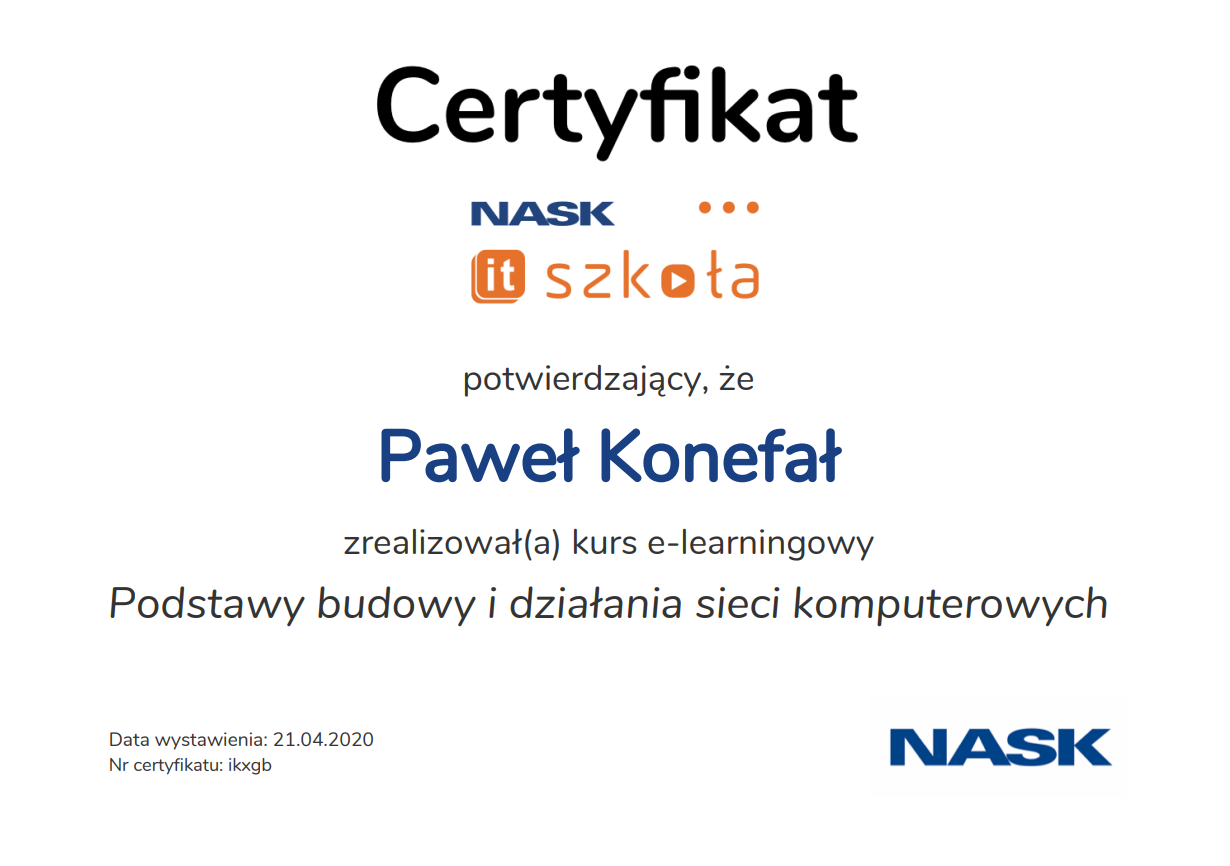 Certyfikat
NASK
it szkoła
potwierdzający, że
Paweł Konefał
zrealizował(a) kurs e-learningowy
Podstawy budowy i działania sieci komputerowych
Data wystawienia: 21.04.2020
Nr certyfikatu: ikxgb
NASK